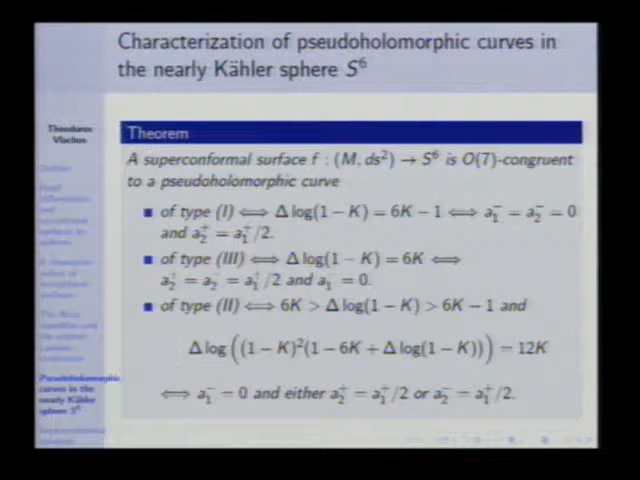 Characterization of pseudoholomorphic curves in
the nearly Kähler sphere S⁶
Theodoros
Vlachos
Theorem
A superconformal surface f : (M, ds²) → S⁶ is O(7)-congruent
to a pseudoholomorphic curve
■ of type (I) ⟺ Δ log(1 − K) = 6K − 1 ⟺ a₁⁻ = a₂⁻ = 0
and a₂⁺ = a₁⁺/2.
■ of type (III) ⟺ Δ log(1 − K) = 6K ⟺
a₂⁺ = a₂⁻ = a₁⁺/2 and a₁⁻ = 0.
■ of type (II) ⟺ 6K > Δ log(1 − K) > 6K − 1 and
Δ log ((1 − K)²(1 − 6K + Δ log(1 − K))) = 12K
⟺ a₁⁻ = 0 and either a₂⁺ = a₁⁺/2 or a₂⁻ = a₁⁺/2.
Pseudoholomorphic
curves in the
nearly Kähler
sphere S⁶